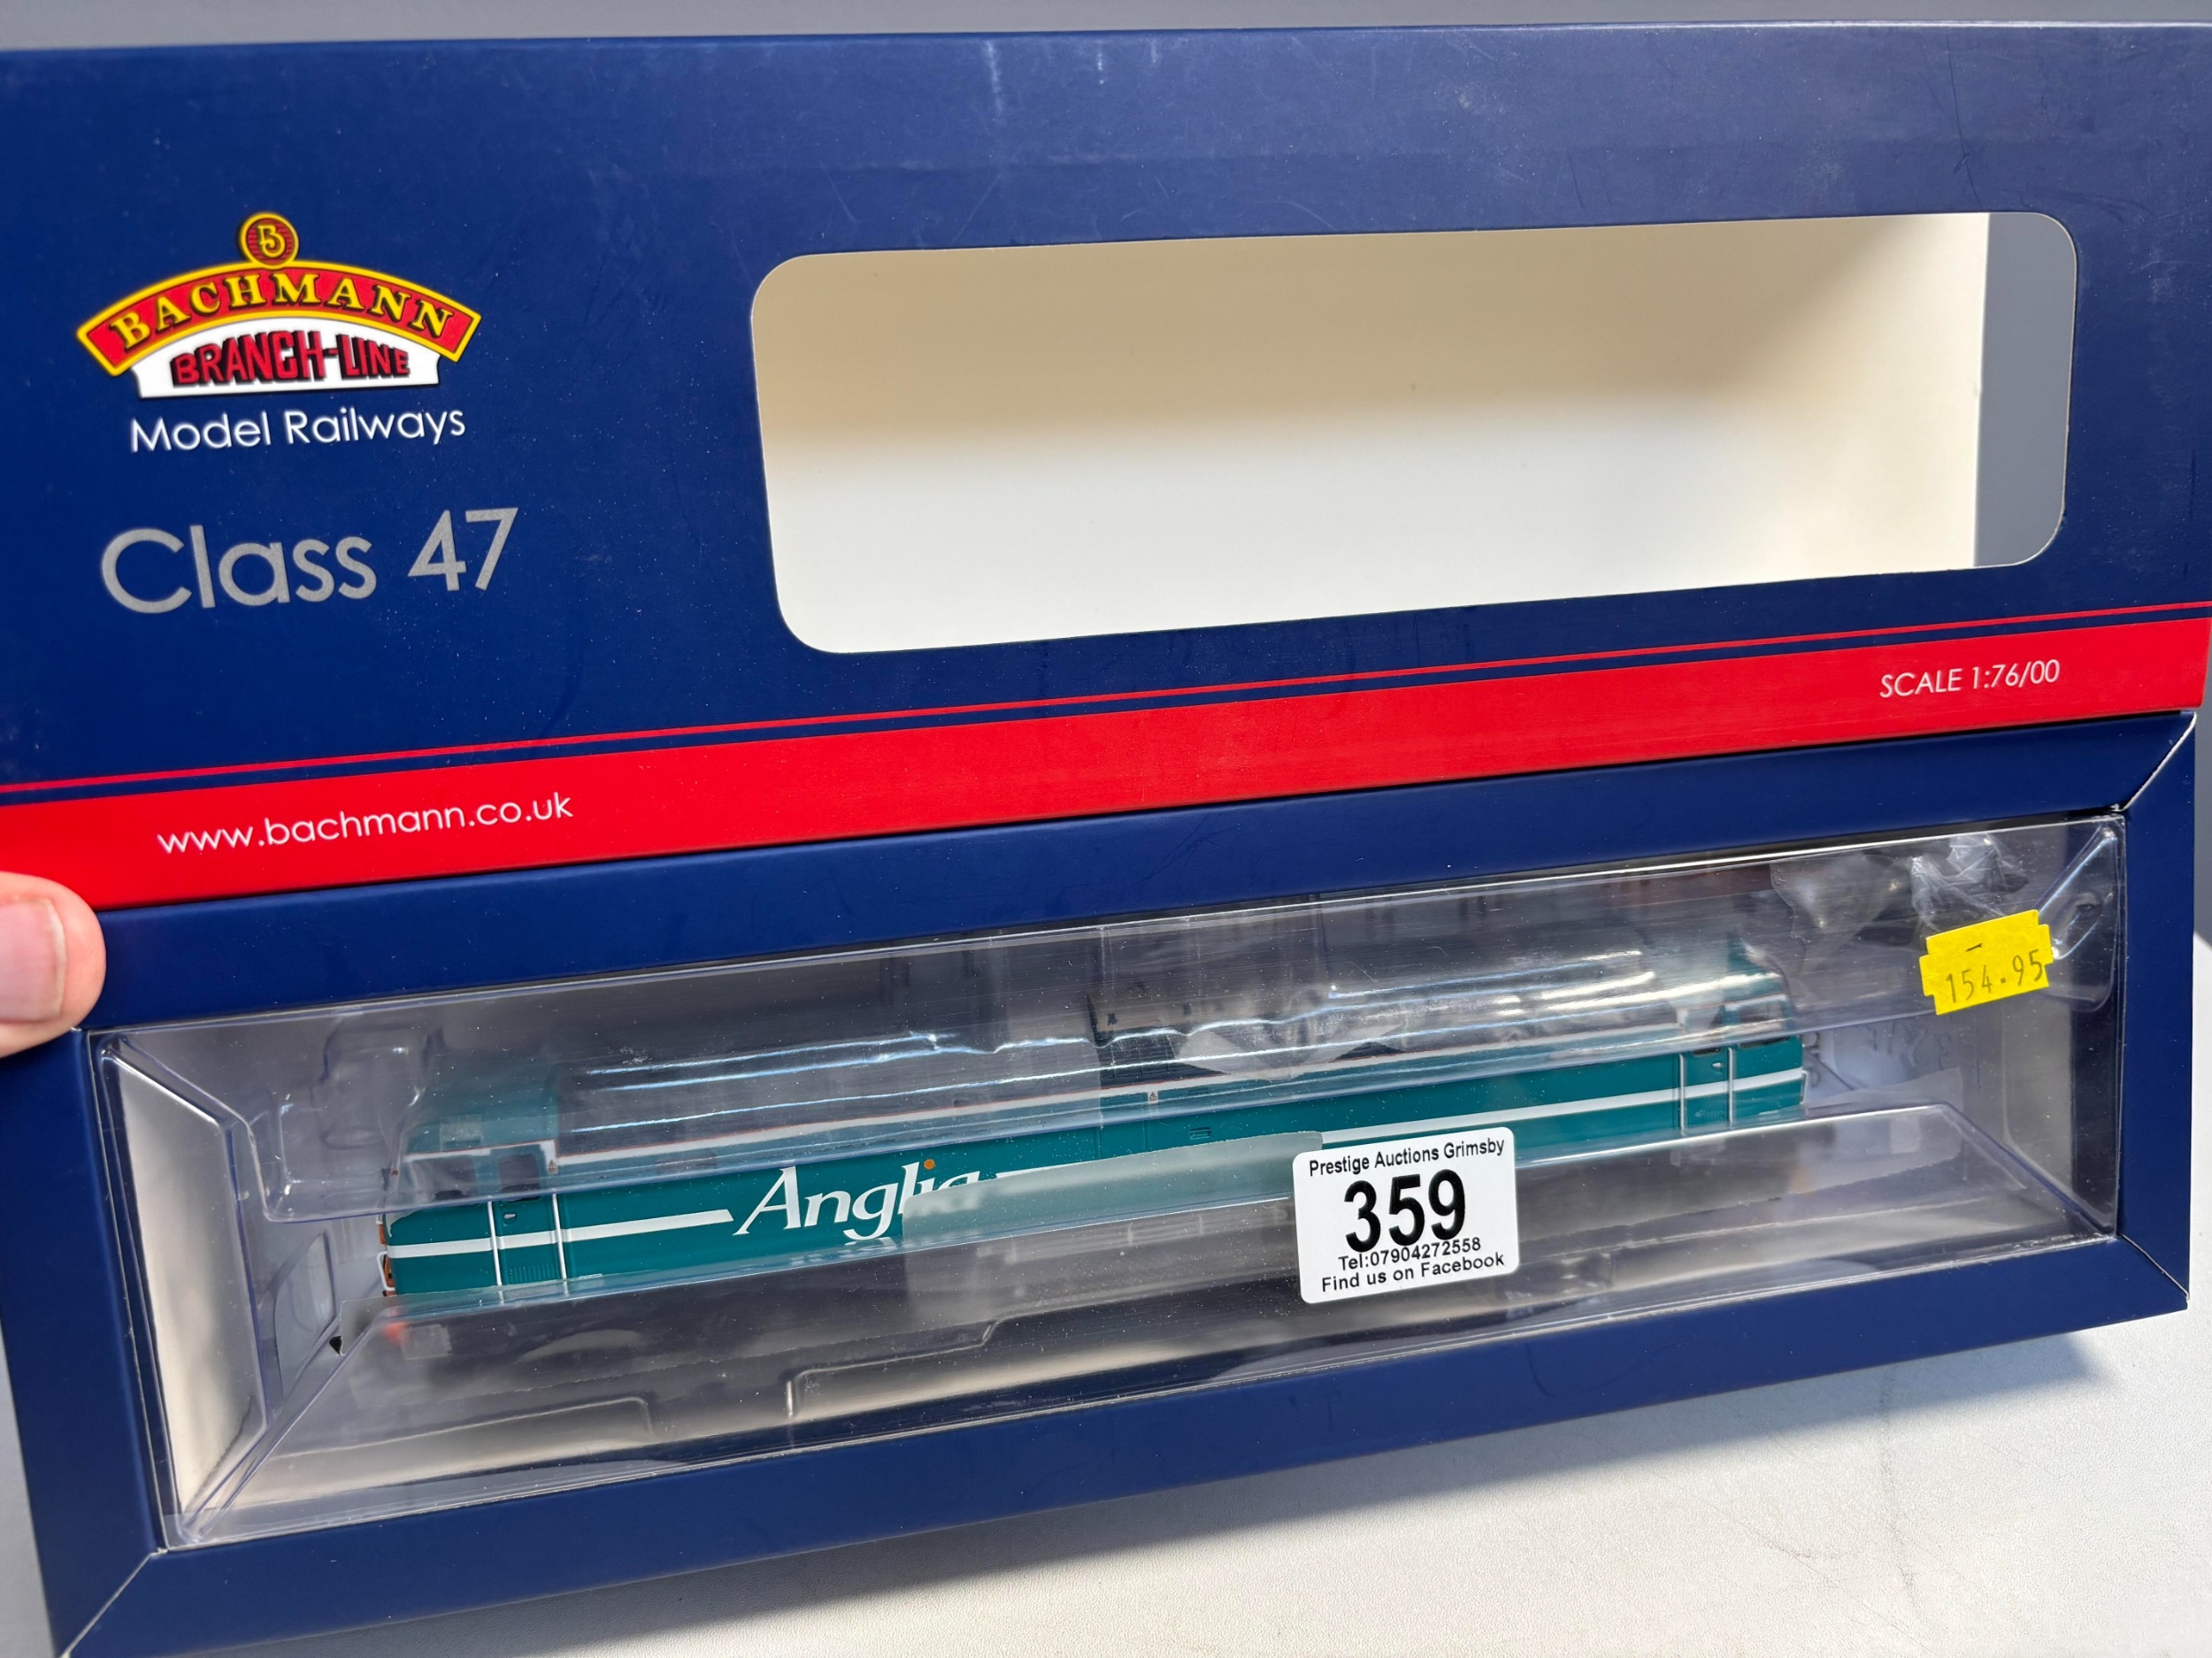 B
BACHMANN
BRANCH-LINE
Model Railways
Class 47
SCALE 1:76/00
www.bachmann.co.uk
154.95
Anglia
Prestige Auctions Grimsby
359
Tel:07904272558
Find us on Facebook